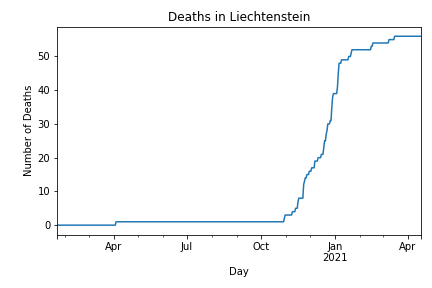 Deaths in Liechtenstein
Number of Deaths
50
40
30
20
10
0
Apr
Jul
Oct
Jan
2021
Apr
Day